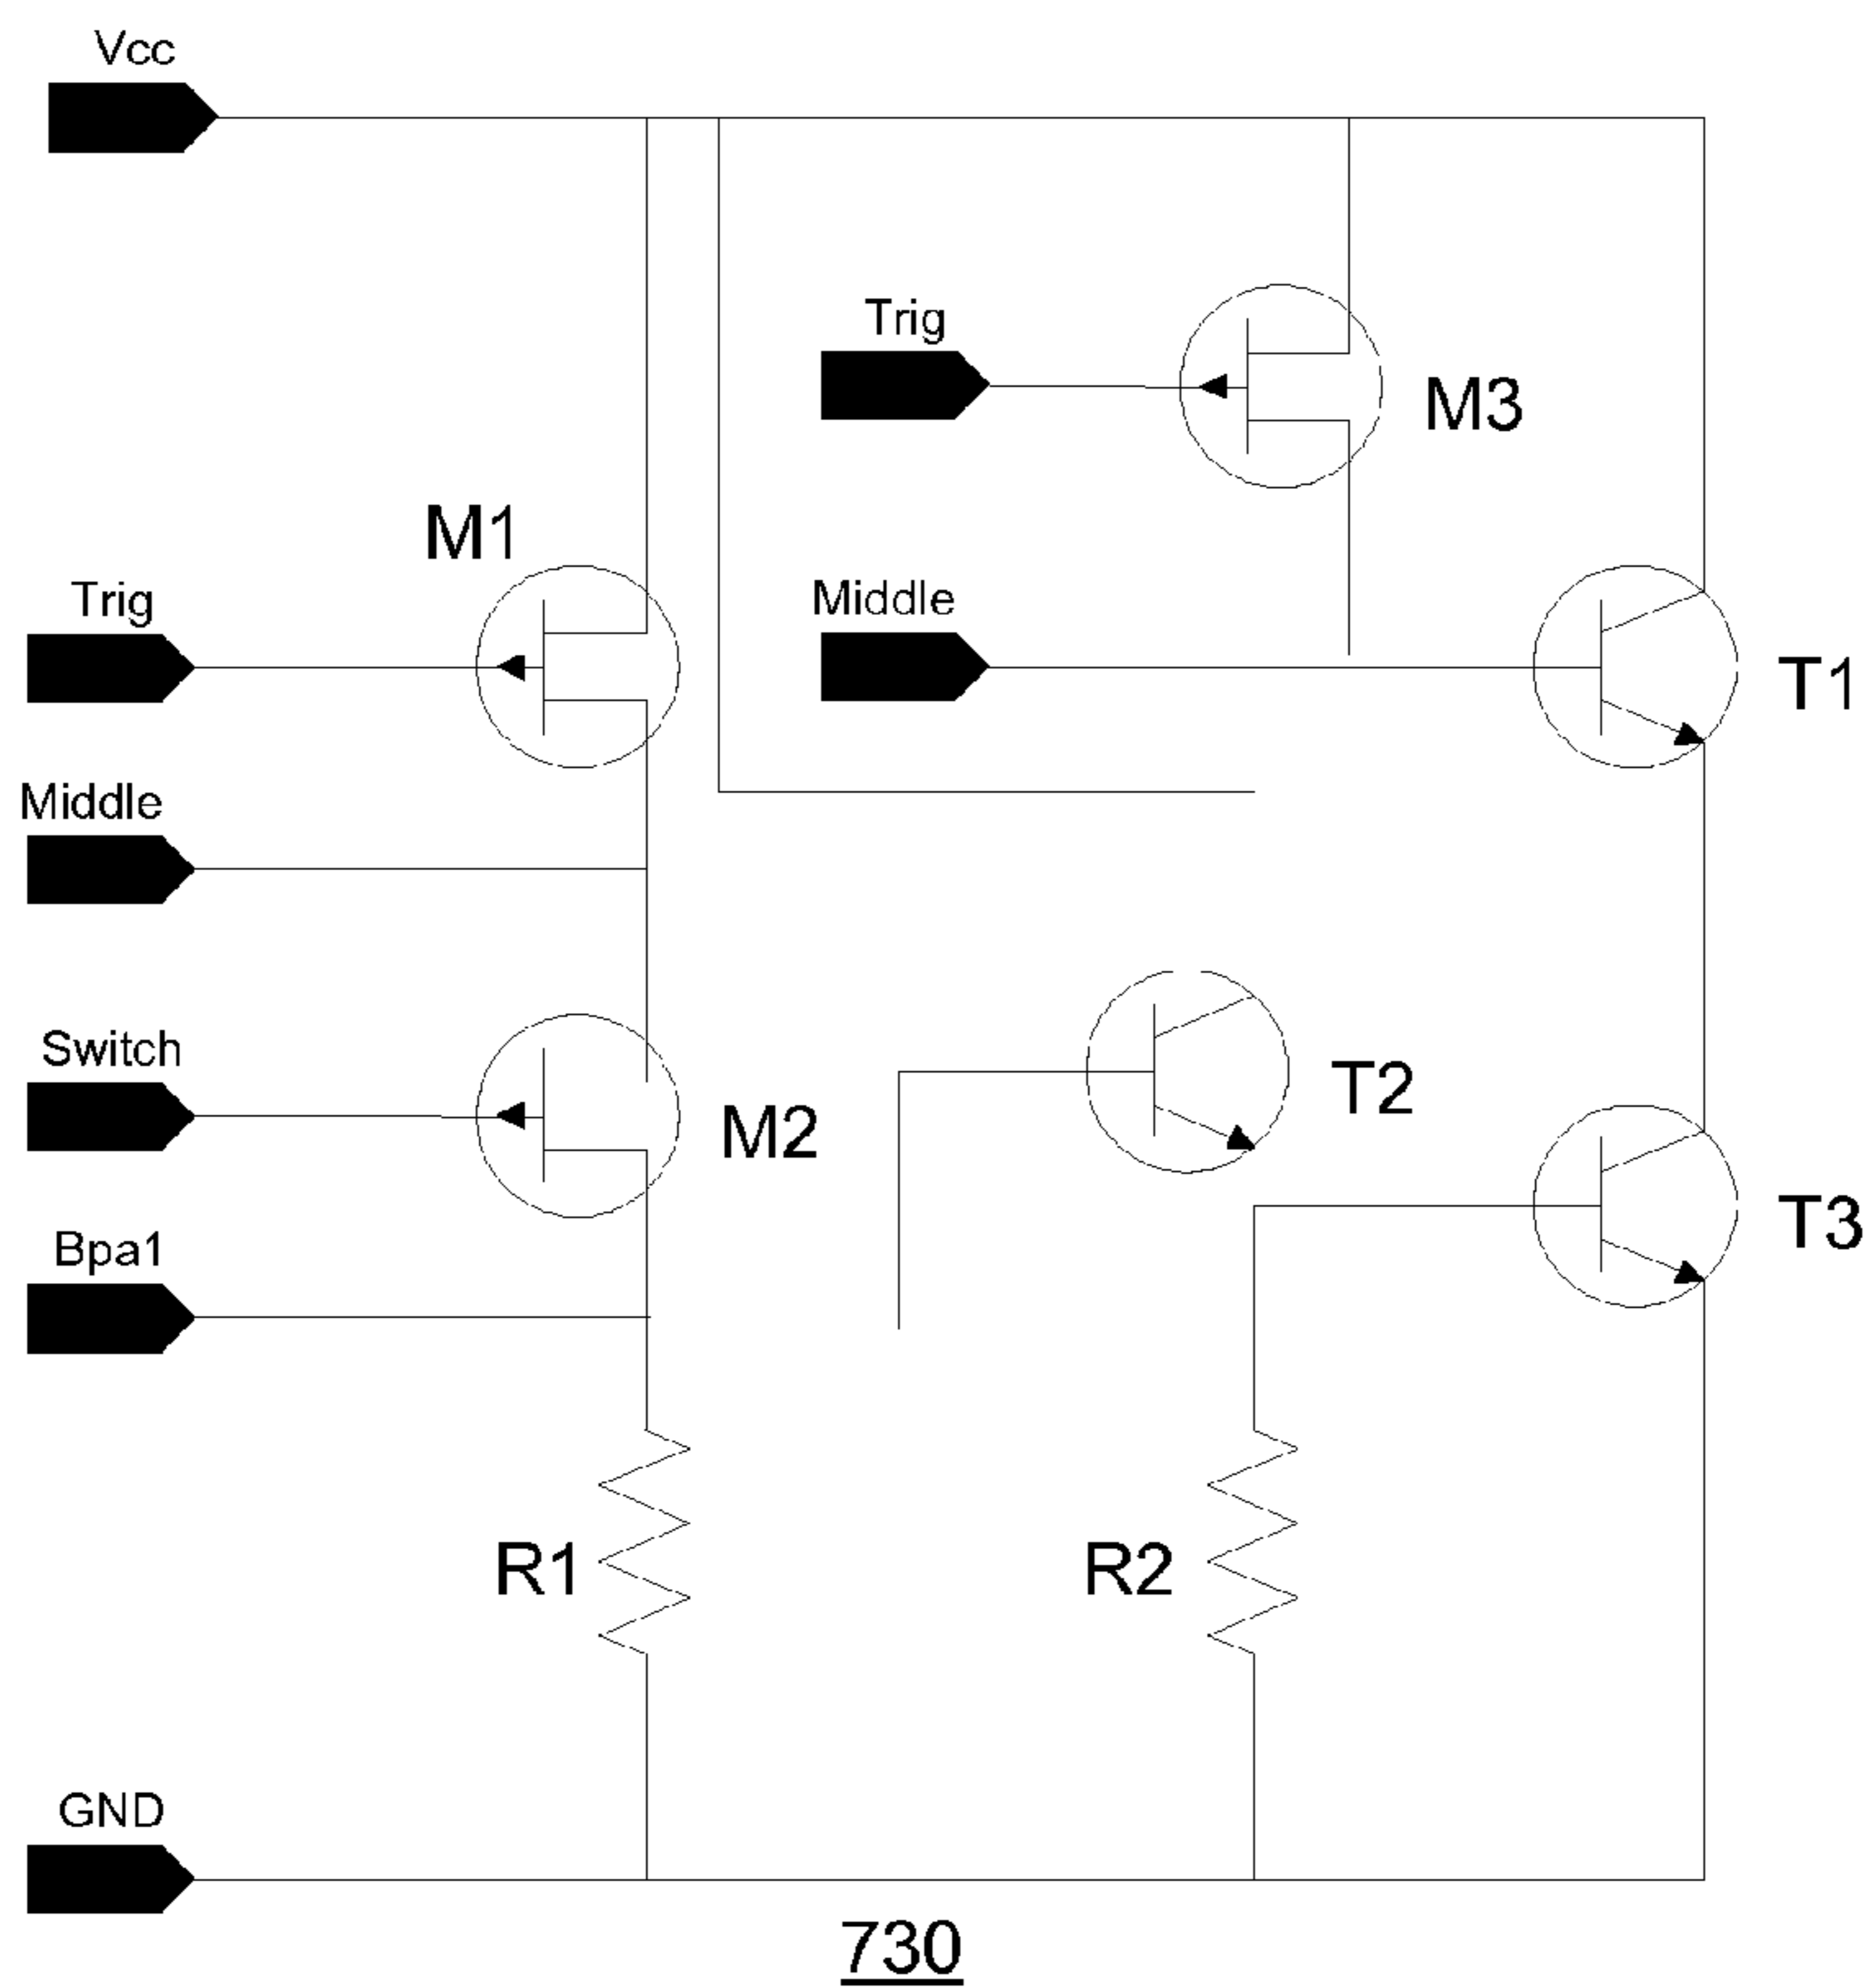 Vcc
Trig
M3
M1
Trig
Middle
T1
Middle
Switch
M2
T2
Bpa1
T3
R1
R2
GND
730